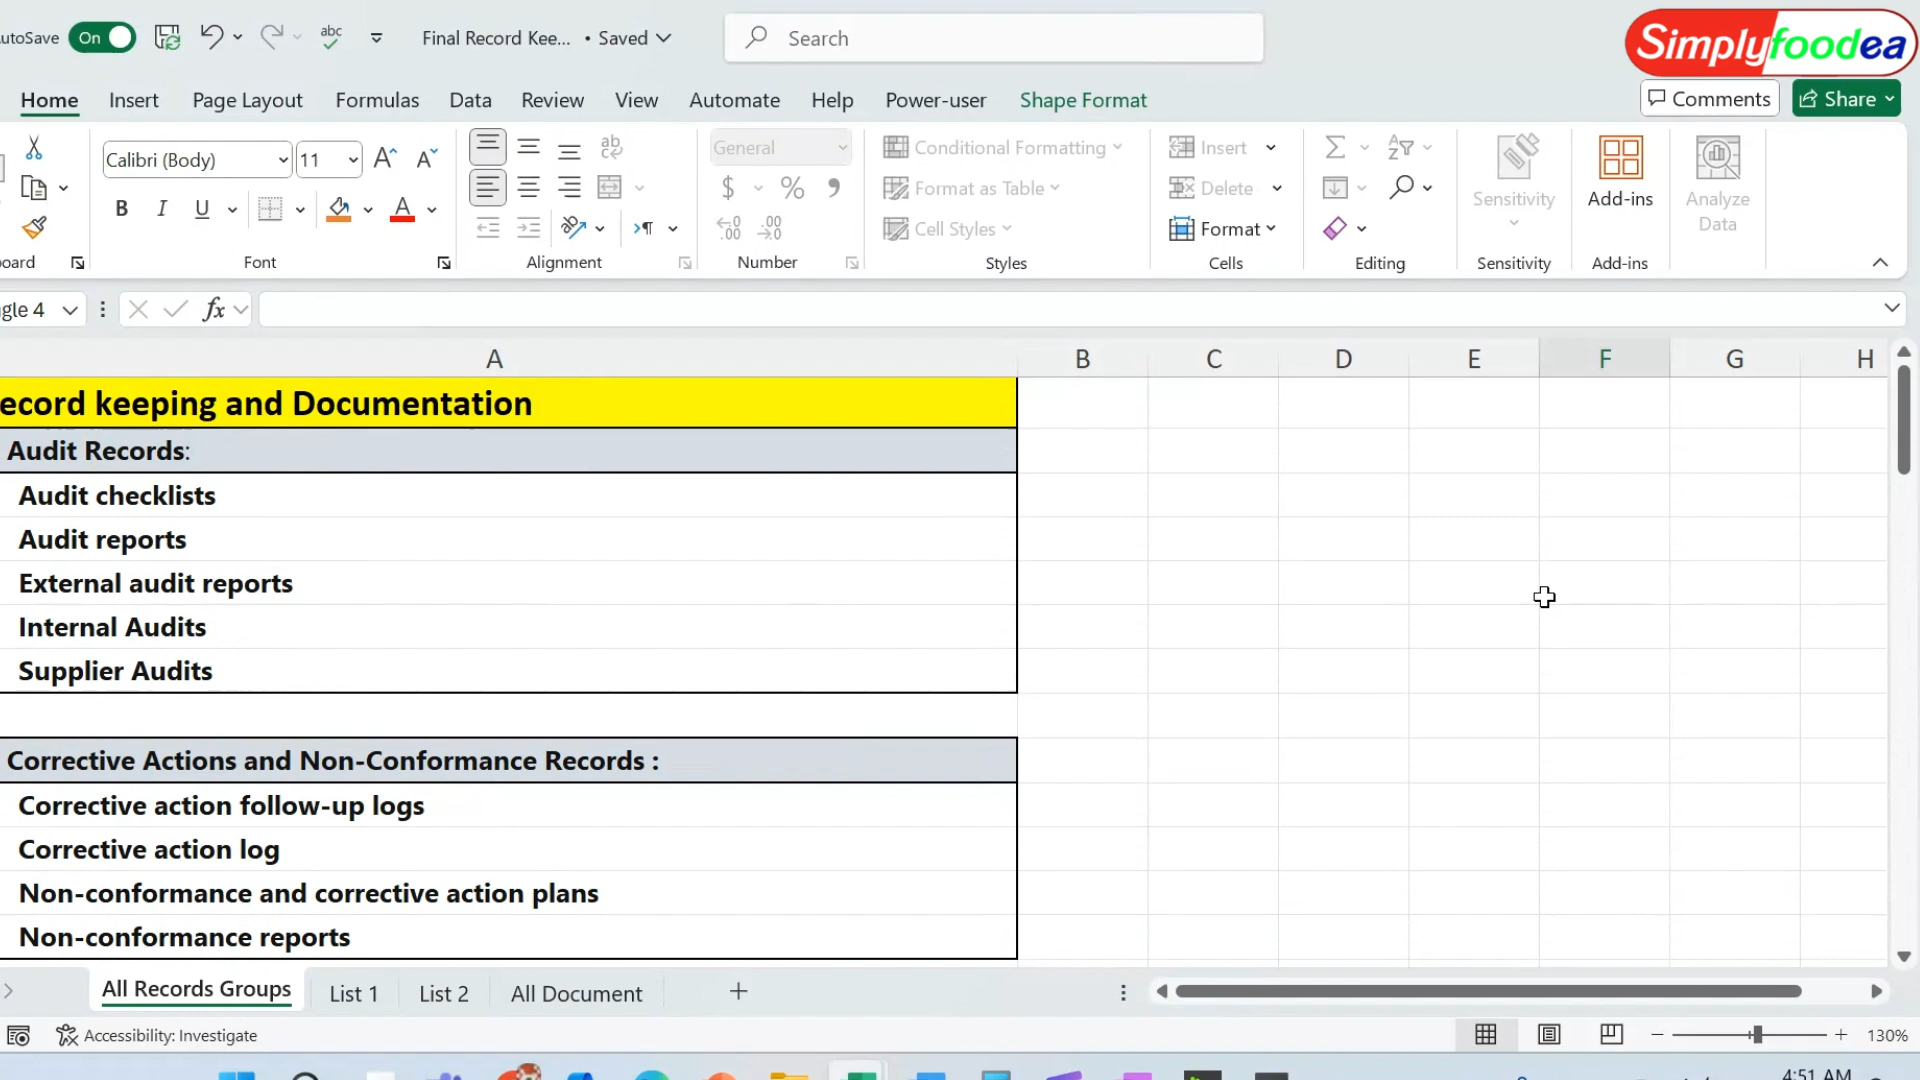 utoSave On Final Record Kee... • Saved Search Simplyfoodea
Home Insert Page Layout Formulas Data Review View Automate Help Power-user Shape Format Comments Share
Calibri (Body) 11 ab General Conditional Formatting Insert
Format as Table Delete Sensitivity Add-ins Analyze Data
B I U A $ % Cell Styles Format
oard Font Alignment Number Styles Cells Editing Sensitivity Add-ins
gle 4 fx
A B C D E F G H
ecord keeping and Documentation
Audit Records:
Audit checklists
Audit reports
External audit reports
Internal Audits
Supplier Audits
Corrective Actions and Non-Conformance Records :
Corrective action follow-up logs
Corrective action log
Non-conformance and corrective action plans
Non-conformance reports
All Records Groups List 1 List 2 All Document
Accessibility: Investigate 130%
4:51 AM